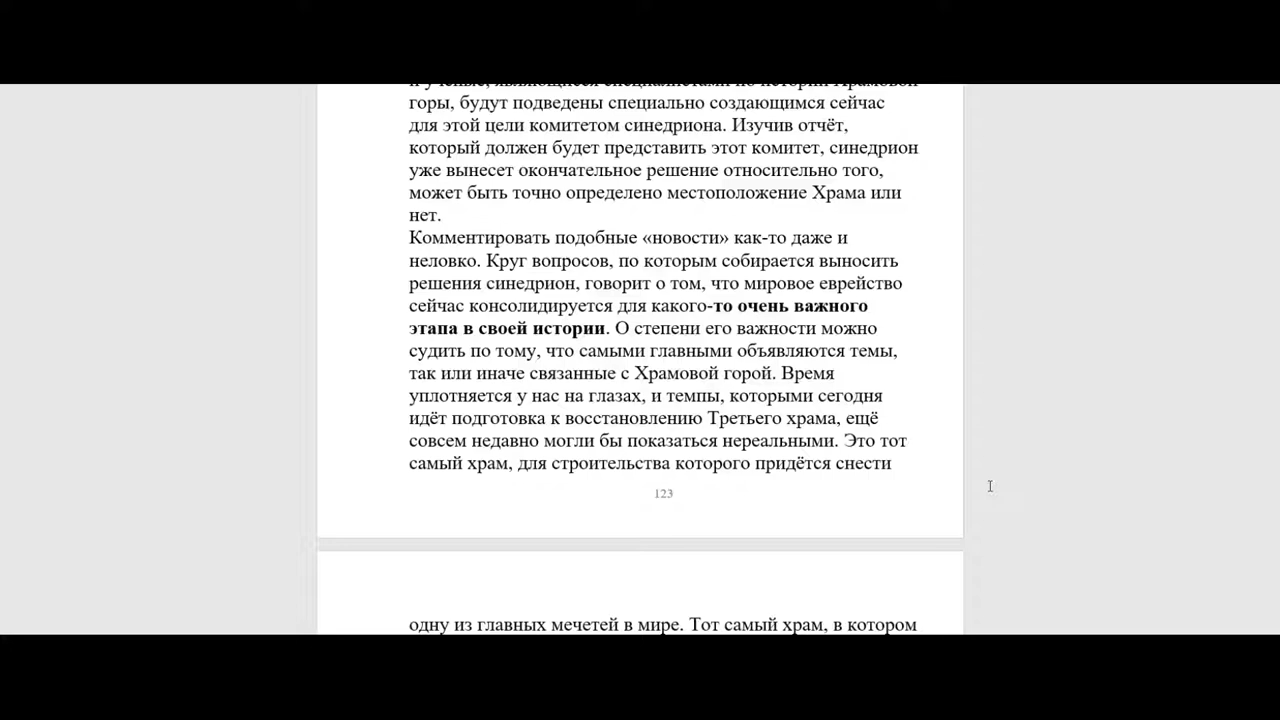 и учёные, являющиеся специалистами по истории Храмовой
горы, будут подведены специально создающимся сейчас
для этой цели комитетом синедриона. Изучив отчёт,
который должен будет представить этот комитет, синедрион
уже вынесет окончательное решение относительно того,
может быть точно определено местоположение Храма или
нет.
Комментировать подобные «новости» как-то даже и
неловко. Круг вопросов, по которым собирается выносить
решения синедрион, говорит о том, что мировое еврейство
сейчас консолидируется для какого-то очень важного
этапа в своей истории. О степени его важности можно
судить по тому, что самыми главными объявляются темы,
так или иначе связанные с Храмовой горой. Время
уплотняется у нас на глазах, и темпы, которыми сегодня
идёт подготовка к восстановлению Третьего храма, ещё
совсем недавно могли бы показаться нереальными. Это тот
самый храм, для строительства которого придётся снести
123
одну из главных мечетей в мире. Тот самый храм, в котором